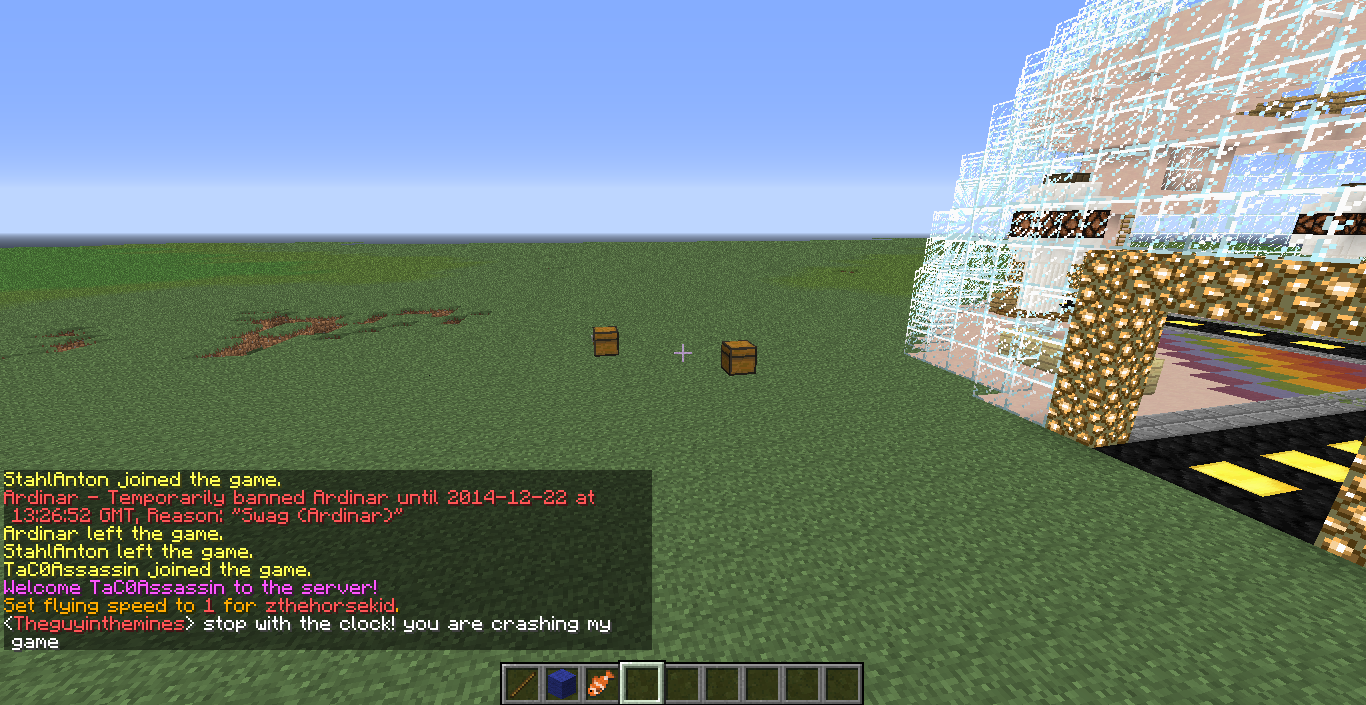 StahlAnton joined the game.
Ardinar - Temporarily banned Ardinar until 2014-12-22 at
13:26:52 GMT, Reason: "Swag (Ardinar)"
Ardinar left the game.
StahlAnton left the game.
TaC0Assassin joined the game.
Welcome TaC0Assassin to the server!
Set flying speed to 1 for zthehorsekid.
<Theguyinthemines> stop with the clock! you are crashing my
game